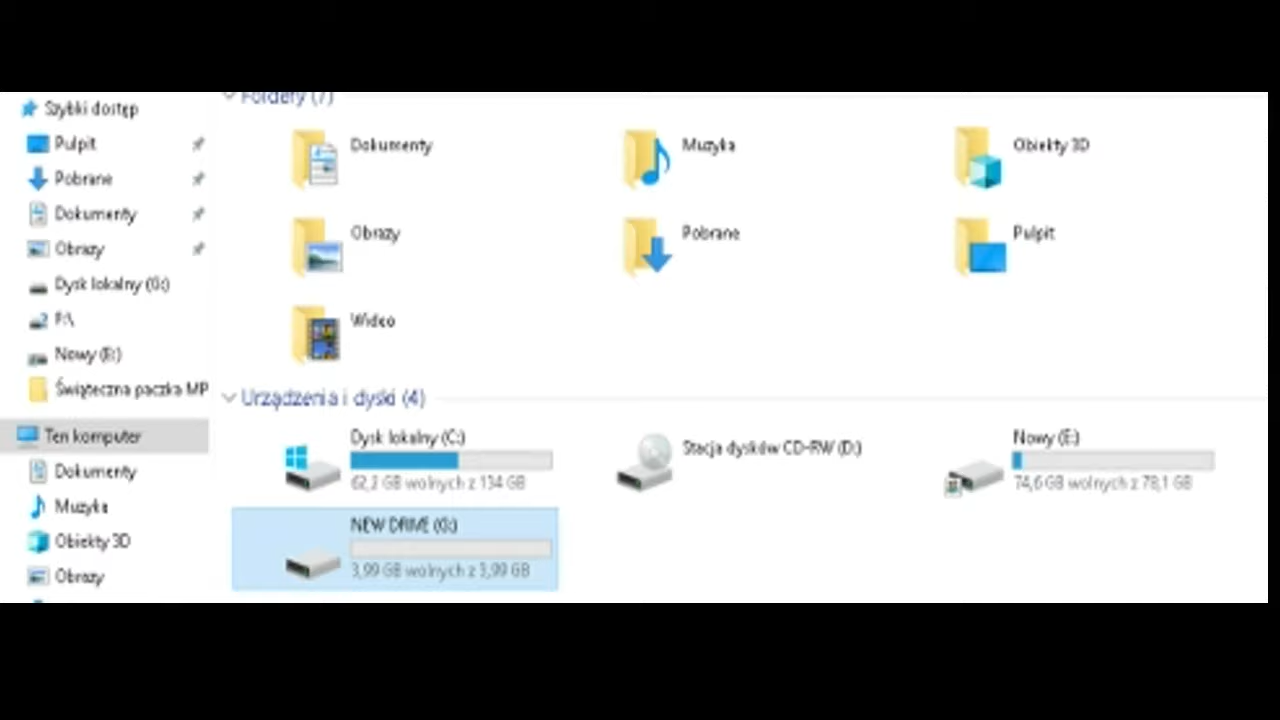 Szybki dostęp
Pulpit
Pobrane
Dokumenty
Obrazy
Dysk lokalny (G:)
F:\
Nowy (E:)
Świąteczna paczka MP
Ten komputer
Dokumenty
Muzyka
Obiekty 3D
Obrazy
Foldery (7)
Dokumenty
Muzyka
Obiekty 3D
Obrazy
Pobrane
Pulpit
Wideo
Urządzenia i dyski (4)
Dysk lokalny (C:)
62,2 GB wolnych z 134 GB
Stacja dysków CD-RW (D:)
Nowy (E:)
74,6 GB wolnych z 78,1 GB
NEW DRIVE (G:)
3,99 GB wolnych z 3,99 GB